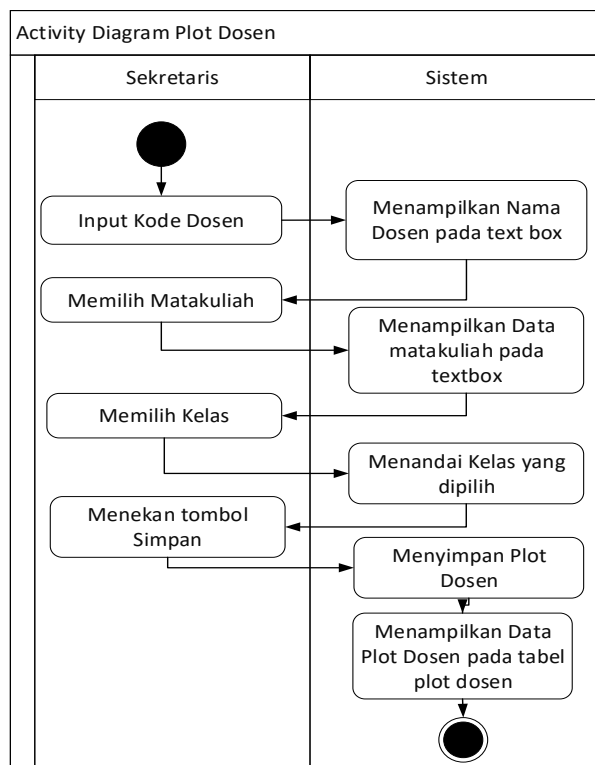 Activity Diagram Plot Dosen
Sekretaris
Sistem
Input Kode Dosen
Menampilkan Nama
Dosen pada text box
Memilih Matakuliah
Menampilkan Data
matakuliah pada
textbox
Memilih Kelas
Menandai Kelas yang
dipilih
Menekan tombol
Simpan
Menyimpan Plot
Dosen
Menampilkan Data
Plot Dosen pada tabel
plot dosen